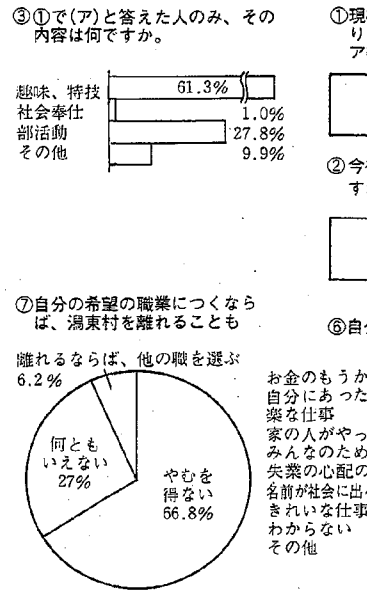 ③①で(ア)と答えた人のみ、その
内容は何ですか。
趣味、特技 61.3%
社会奉仕 1.0%
部活動 27.8%
その他 9.9%
⑦自分の希望の職業につくなら
ば、潟東村を離れることも
離れるならば、他の職を選ぶ
6.2%
何とも
いえない
27%
やむを
得ない
66.8%
①現
り
ア
②今
す
⑥自
お金のもうか
自分にあった
楽な仕事
家の人がやっ
みんなのため
失業の心配の
名前が社会に出
きれいな仕事
わからない
その他